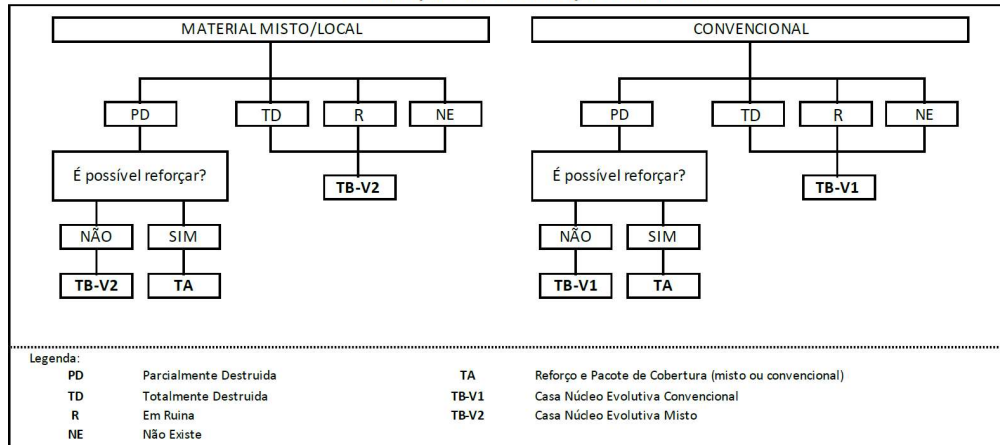 MATERIAL MISTO/LOCAL
CONVENCIONAL
PD
TD
R
NE
PD
TD
R
NE
É possível reforçar?
TB-V2
É possível reforçar?
TB-V1
NÃO
SIM
NÃO
SIM
TB-V2
TA
TB-V1
TA
Legenda:
PD Parcialmente Destruida
TA Reforço e Pacote de Cobertura (misto ou convencional)
TD Totalmente Destruida
TB-V1 Casa Núcleo Evolutiva Convencional
R Em Ruina
TB-V2 Casa Núcleo Evolutiva Misto
NE Não Existe